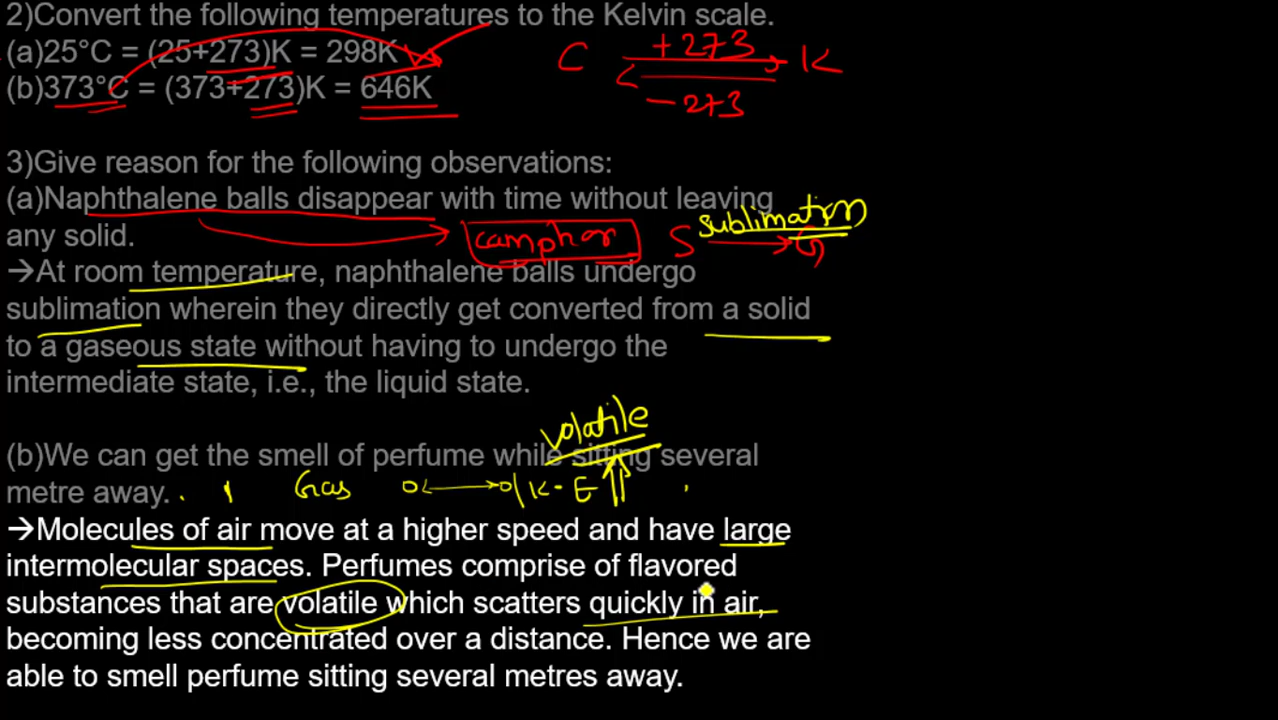 2)Convert the following temperatures to the Kelvin scale.
(a)25°C = (25+273)K = 298K
(b)373°C = (373+273)K = 646K
C +273 K
-273
3)Give reason for the following observations:
(a)Naphthalene balls disappear with time without leaving
any solid.
camphor S sublimation G
→At room temperature, naphthalene balls undergo
sublimation wherein they directly get converted from a solid
to a gaseous state without having to undergo the
intermediate state, i.e., the liquid state.
volatile
(b)We can get the smell of perfume while sitting several
metre away.
Gas K-E
→Molecules of air move at a higher speed and have large
intermolecular spaces. Perfumes comprise of flavored
substances that are volatile which scatters quickly in air,
becoming less concentrated over a distance. Hence we are
able to smell perfume sitting several metres away.